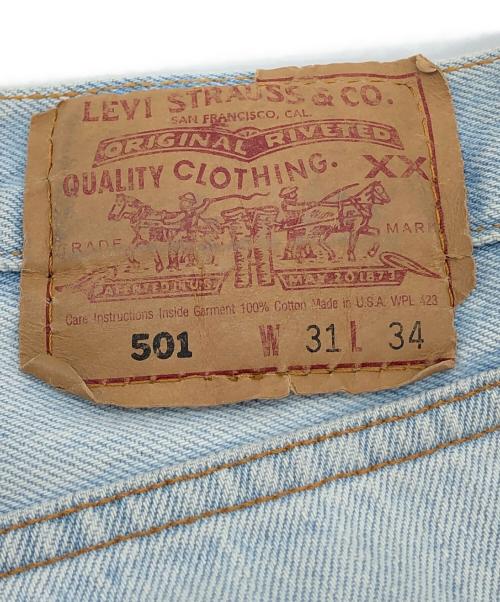 LEVI STRAUSS & CO.
SAN FRANCISCO, CAL.
ORIGINAL RIVETED
QUALITY CLOTHING. XX
TRADE MARK
PATENTED IN U.S. MAY 20 1873
Care Instructions Inside Garment 100% Cotton Made in U.S.A. WPL 423
501 W 31 L 34